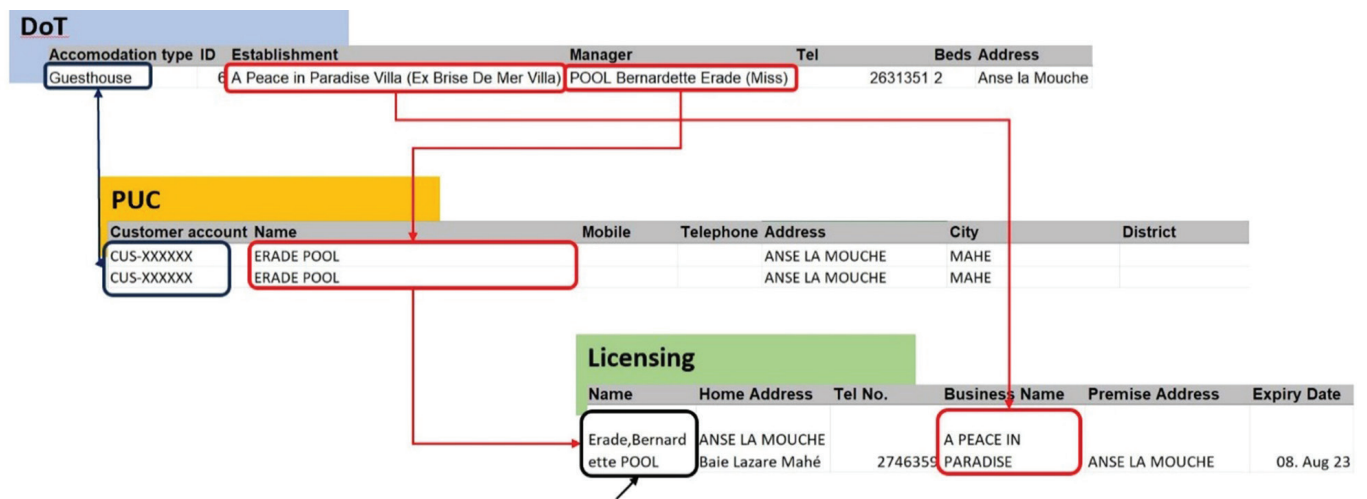 DoT
Accomodation type ID Establishment Manager Tel Beds Address
Guesthouse 6 A Peace in Paradise Villa (Ex Brise De Mer Villa) POOL Bernardette Erade (Miss) 2631351 2 Anse la Mouche
PUC
Customer account Name Mobile Telephone Address City District
CUS-XXXXXX ERADE POOL ANSE LA MOUCHE MAHE
CUS-XXXXXX ERADE POOL ANSE LA MOUCHE MAHE
Licensing
Name Home Address Tel No. Business Name Premise Address Expiry Date
Erade,Bernard ANSE LA MOUCHE A PEACE IN
ette POOL Baie Lazare Mahé 2746359 PARADISE ANSE LA MOUCHE 08. Aug 23